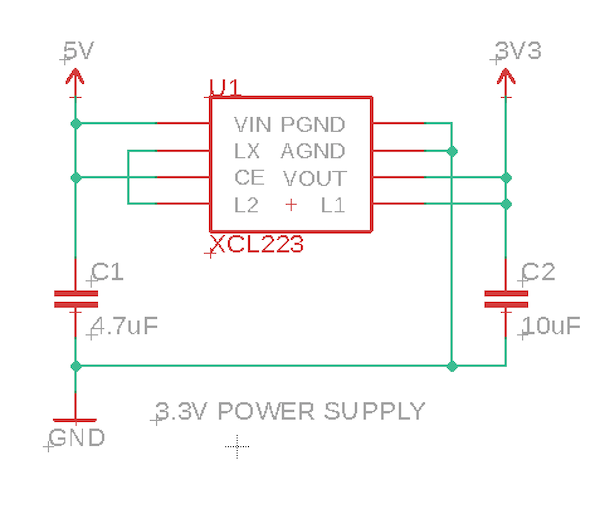 5V
3V3
U1
VIN PGND
LX AGND
CE VOUT
L2 L1
XCL223
C1
C2
4.7uF
10uF
3.3V POWER SUPPLY
GND